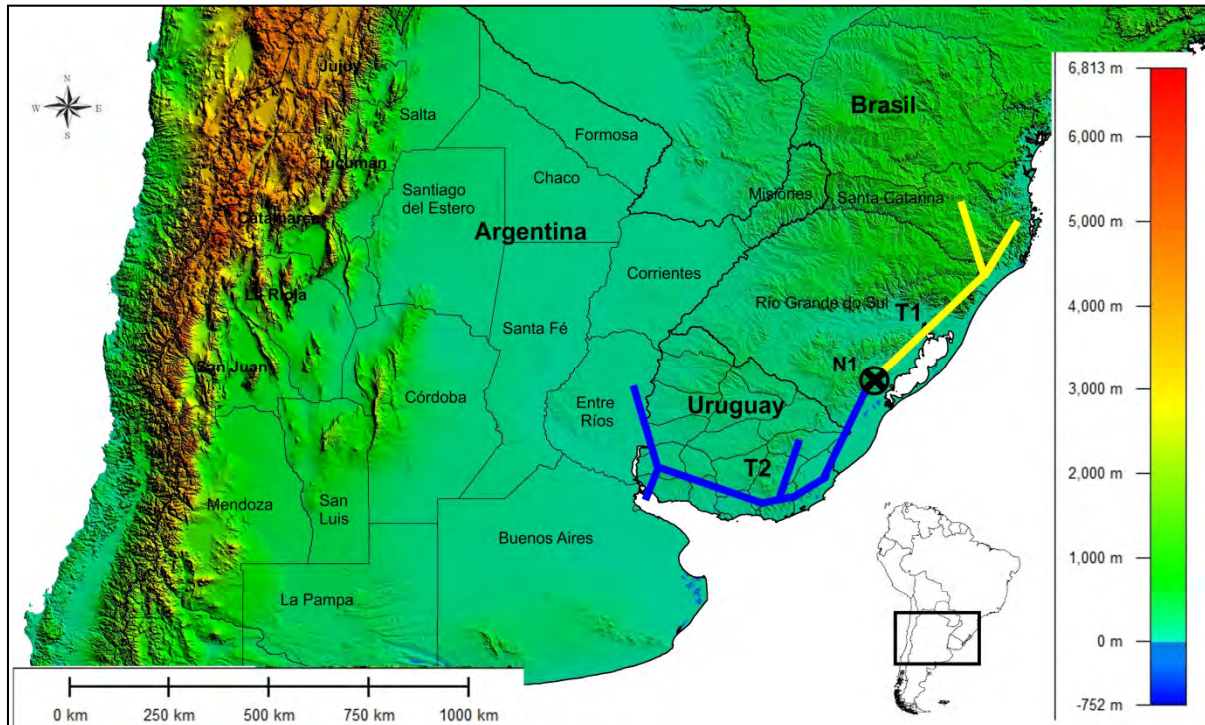 N
W E
S
Jujuy
Salta
Formosa
Brasil
Tucumán
Chaco
Santiago
del Estero
Misiones
Santa Catarina
Catamarca
Argentina
Corrientes
La Rioja
Santa Fé
Río Grande do Sul
T1
San Juan
N1
Córdoba
Entre
Ríos
Uruguay
T2
Mendoza
San
Luis
Buenos Aires
La Pampa
0 km 250 km 500 km 750 km 1000 km
6,813 m
6,000 m
5,000 m
4,000 m
3,000 m
2,000 m
1,000 m
0 m
-752 m